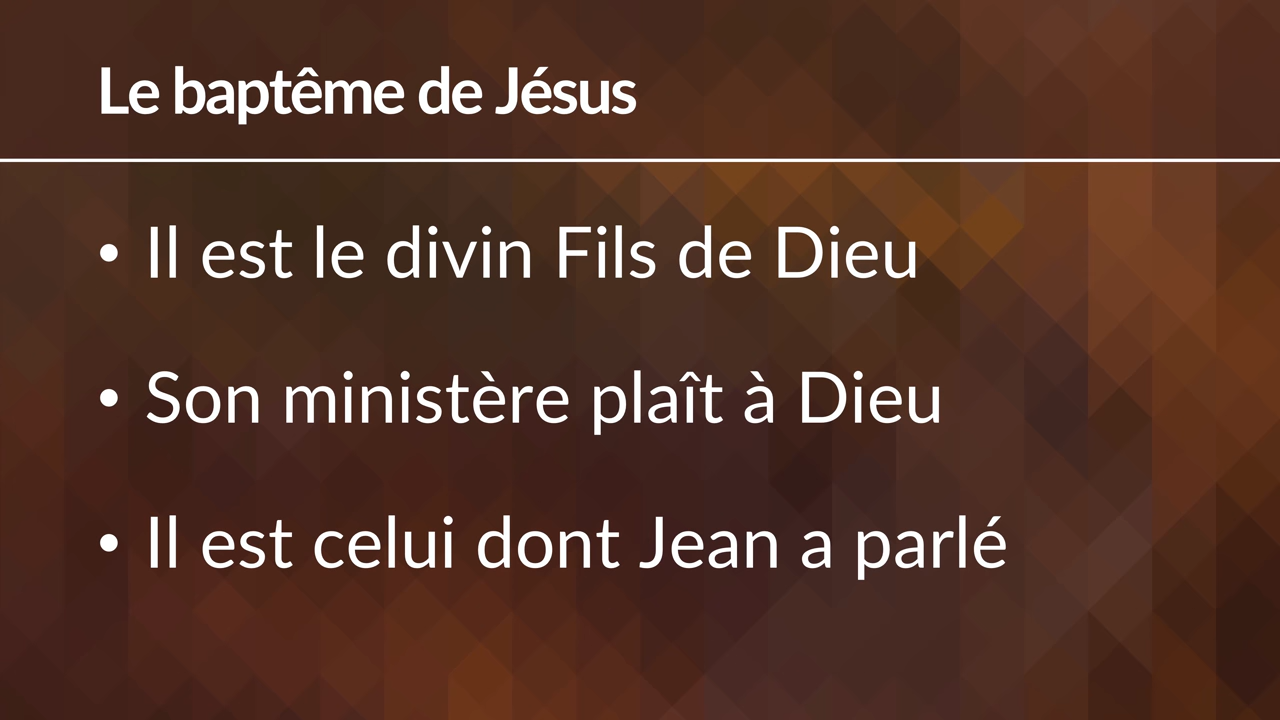 Le baptême de Jésus
• Il est le divin Fils de Dieu
• Son ministère plaît à Dieu
• Il est celui dont Jean a parlé